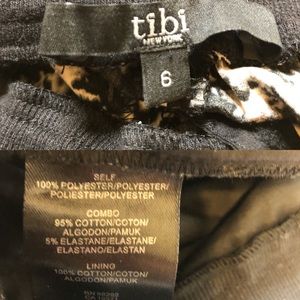 tibi
NEW YORK
6
SELF
100% POLYESTER/POLYESTER/
POLIESTER/POLYESTER
COMBO
95% COTTON/COTON/
ALGODON/PAMUK
5% ELASTANE/ELASTANE/
ELASTANO/ELASTAN
LINING
100% COTTON/COTON/
ALGODON/PAMUK